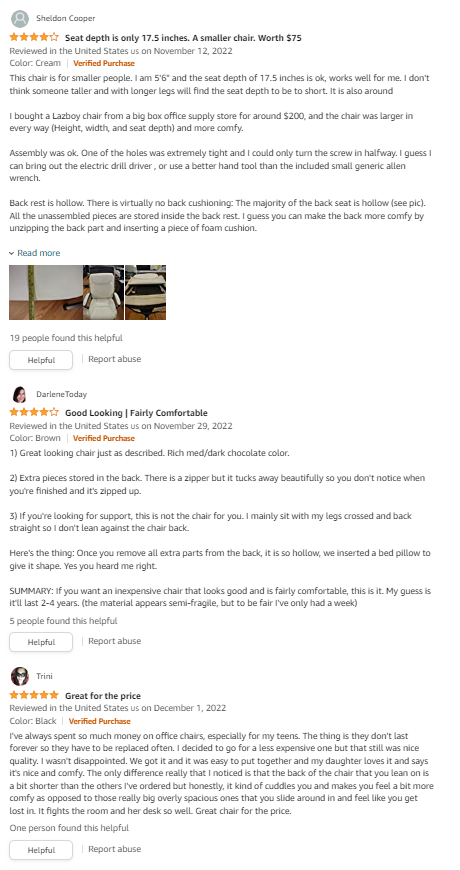 Sheldon Cooper
Seat depth is only 17.5 inches. A smaller chair. Worth $75
Reviewed in the United States us on November 12, 2022
Color: Cream | Verified Purchase
This chair is for smaller people. I am 5'6" and the seat depth of 17.5 inches is ok, works well for me. I don't
think someone taller and with longer legs will find the seat depth to be to short. It is also around
I bought a Lazboy chair from a big box office supply store for around $200, and the chair was larger in
every way (Height, width, and seat depth) and more comfy.
Assembly was ok. One of the holes was extremely tight and I could only turn the screw in halfway. I guess I
can bring out the electric drill driver , or use a better hand tool than the included small generic allen
wrench.
Back rest is hollow. There is virtually no back cushioning: The majority of the back seat is hollow (see pic).
All the unassembled pieces are stored inside the back rest. I guess you can make the back more comfy by
unzipping the back part and inserting a piece of foam cushion.
Read more
19 people found this helpful
Helpful | Report abuse
DarleneToday
Good Looking | Fairly Comfortable
Reviewed in the United States us on November 29, 2022
Color: Brown | Verified Purchase
1) Great looking chair just as described. Rich med/dark chocolate color.
2) Extra pieces stored in the back. There is a zipper but it tucks away beautifully so you don't notice when
you're finished and it's zipped up.
3) If you're looking for support, this is not the chair for you. I mainly sit with my legs crossed and back
straight so I don't lean against the chair back.
Here's the thing: Once you remove all extra parts from the back, it is so hollow, we inserted a bed pillow to
give it shape. Yes you heard me right.
SUMMARY: If you want an inexpensive chair that looks good and is fairly comfortable, this is it. My guess is
it'll last 2-4 years. (the material appears semi-fragile, but to be fair I've only had a week)
5 people found this helpful
Helpful | Report abuse
Trini
Great for the price
Reviewed in the United States us on December 1, 2022
Color: Black | Verified Purchase
I've always spent so much money on office chairs, especially for my teens. The thing is they don't last
forever so they have to be replaced often. I decided to go for a less expensive one but that still was nice
quality. I wasn't disappointed. We got it and it was easy to put together and my daughter loves it and says
it's nice and comfy. The only difference really that I noticed is that the back of the chair that you lean on is
a bit shorter than the others I've ordered but honestly, it kind of cuddles you and makes you feel a bit more
comfy as opposed to those really big overly spacious ones that you slide around in and feel like you get
lost in. It fights the room and her desk so well. Great chair for the price.
One person found this helpful
Helpful | Report abuse